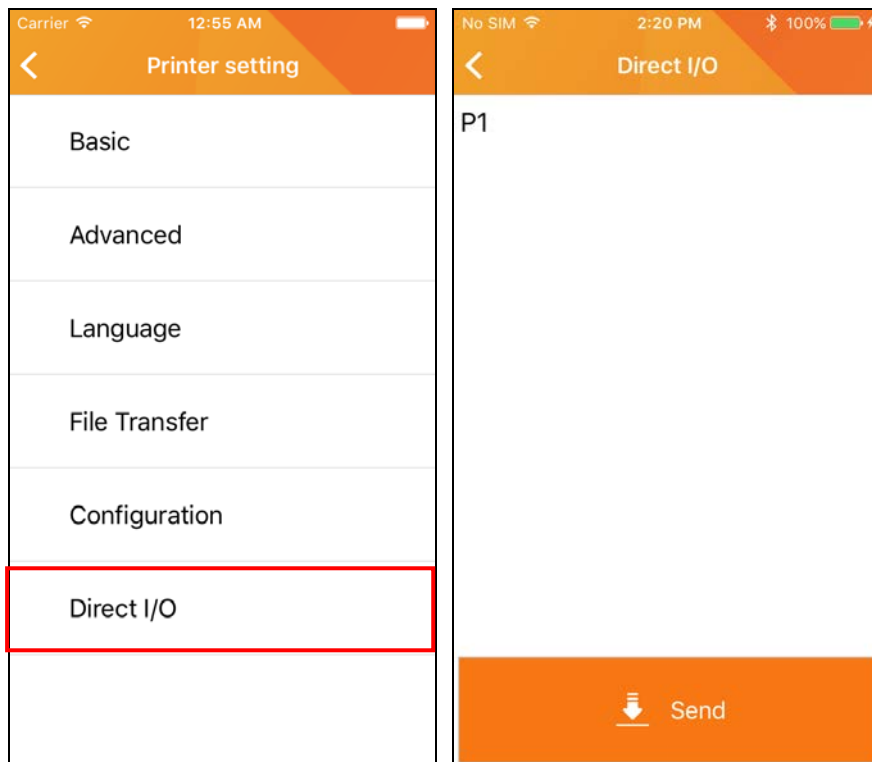 Carrier 12:55 AM
Printer setting
Basic
Advanced
Language
File Transfer
Configuration
Direct I/O
No SIM 2:20 PM 100%
Direct I/O
P1
Send